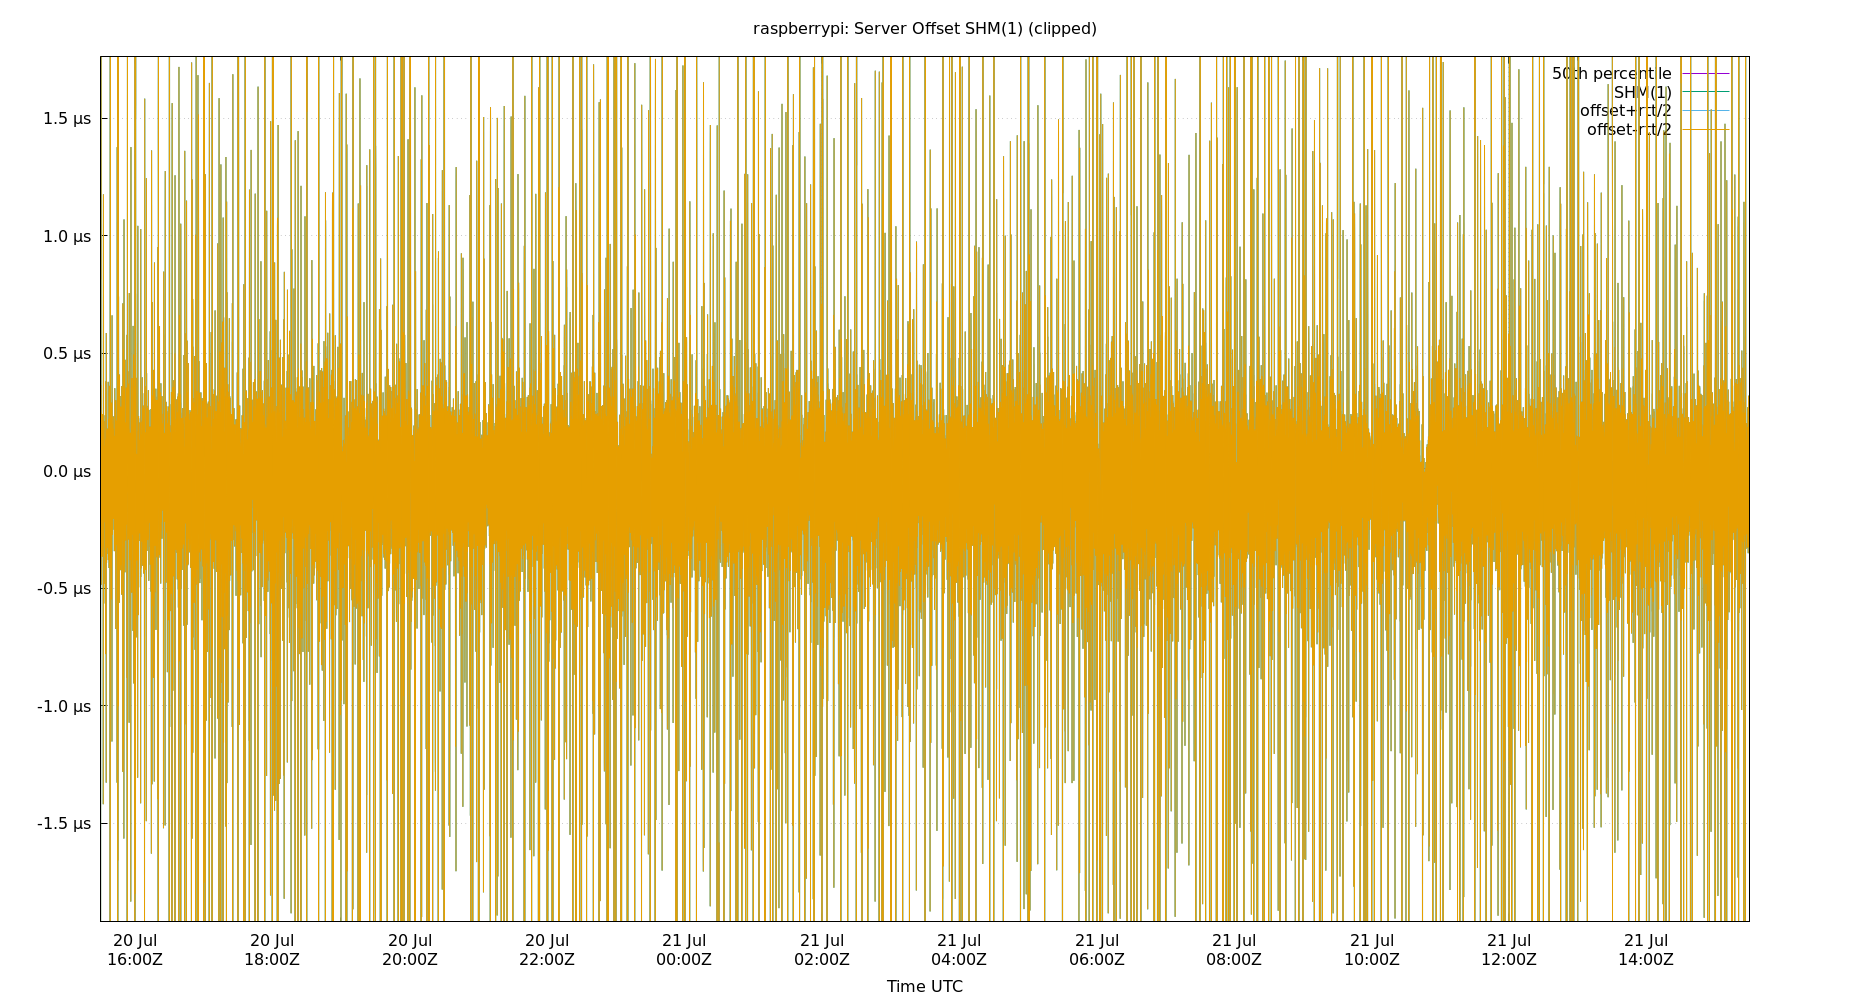 raspberrypi: Server Offset SHM(1) (clipped)
50th percentile
SHM(1)
offset+rtt/2
offset-rtt/2
1.5 µs
1.0 µs
0.5 µs
0.0 µs
-0.5 µs
-1.0 µs
-1.5 µs
20 Jul 20 Jul 20 Jul 20 Jul 21 Jul 21 Jul 21 Jul 21 Jul 21 Jul 21 Jul 21 Jul 21 Jul
16:00Z 18:00Z 20:00Z 22:00Z 00:00Z 02:00Z 04:00Z 06:00Z 08:00Z 10:00Z 12:00Z 14:00Z
Time UTC